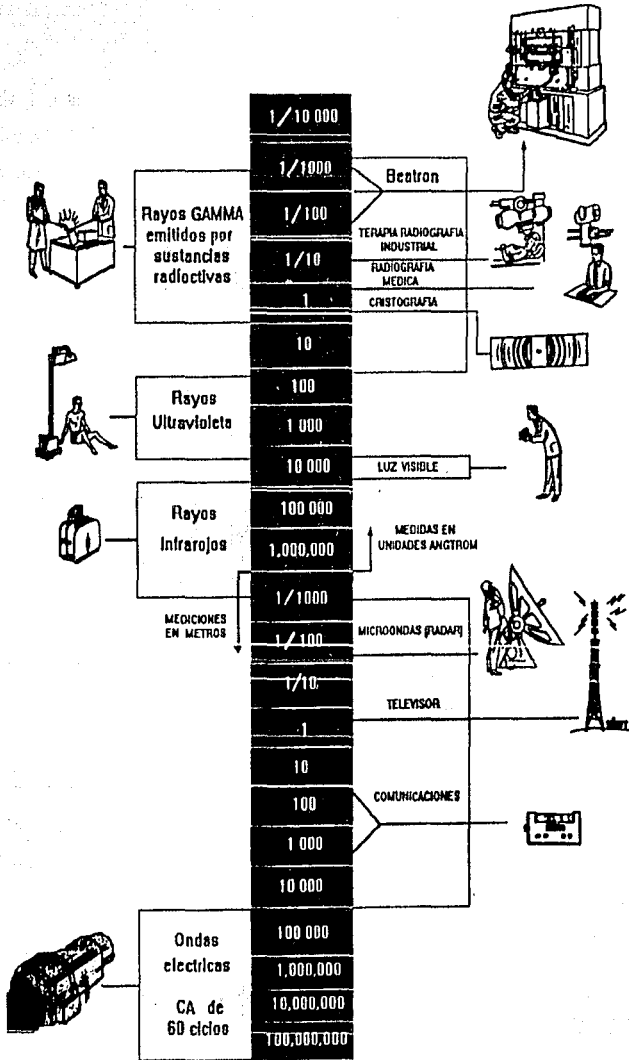 1/10 000
1/1000
Beatron
Rayos GAMMA
emitidos por
sustancias
radioctivas
1/100
TERAPIA RADIOGRAFIA
INDUSTRIAL
1/10
RADIOGRAFIA
MEDICA
1
CRISTOGRAFIA
10
100
Rayos
Ultravioleta
1 000
10 000
LUZ VISIBLE
100 000
Rayos
Infrarojos
1,000,000
MEDIDAS EN
UNIDADES ANGTROM
1/1000
MEDICIONES
EN METROS
1/100
MICROONDAS (RADAR)
1/10
TELEVISOR
1
10
100
COMUNICACIONES
1 000
10 000
100 000
Ondas
electricas
1,000,000
CA de
60 ciclos
10,000,000
100,000,000